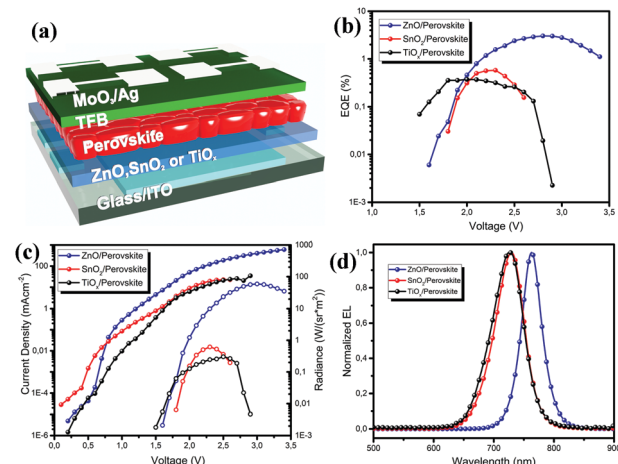 (a)
MoO₃/Ag
TFB
Perovskife
ZnO,SnO₂ or TiOₓ
Glass/ITO
(b)
ZnO/Perovskite
SnO₂/Perovskite
TiOₓ/Perovskite
EQE (%)
10
1
0,1
0,01
1E-3
1,0 1,5 2,0 2,5 3,0 3,5
Voltage (V)
(c)
ZnO/Perovskite
SnO₂/Perovskite
TiOₓ/Perovskite
Current Density (mAcm⁻²)
100
1
0,01
1E-4
1E-6
0,0 0,5 1,0 1,5 2,0 2,5 3,0 3,5
Voltage (V)
1000
100
10
1
0,1
0,01
1E-3
Radiance (W/(sr*m²)
(d)
ZnO/Perovskite
SnO₂/Perovskite
TiOₓ/Perovskite
Normalized EL
1,0
0,8
0,6
0,4
0,2
0,0
500 600 700 800 900
Wavelength (nm)